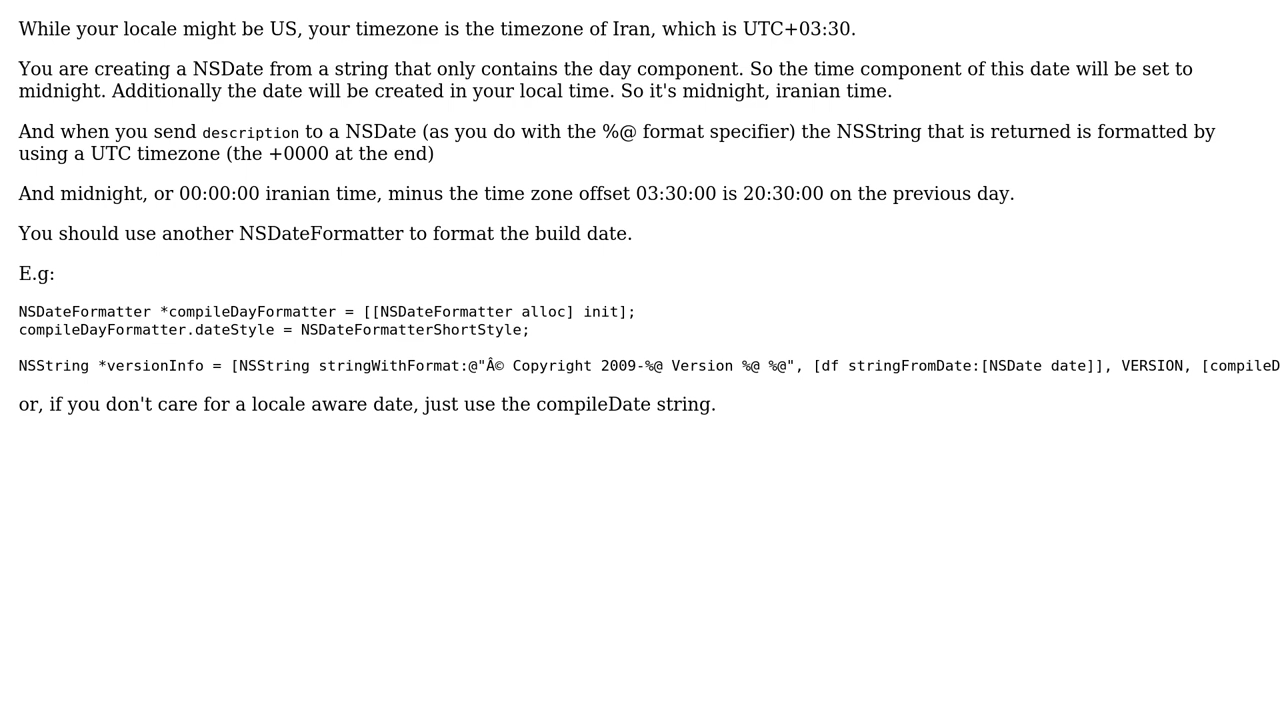 While your locale might be US, your timezone is the timezone of Iran, which is UTC+03:30.
You are creating a NSDate from a string that only contains the day component. So the time component of this date will be set to
midnight. Additionally the date will be created in your local time. So it's midnight, iranian time.
And when you send description to a NSDate (as you do with the %@ format specifier) the NSString that is returned is formatted by
using a UTC timezone (the +0000 at the end)
And midnight, or 00:00:00 iranian time, minus the time zone offset 03:30:00 is 20:30:00 on the previous day.
You should use another NSDateFormatter to format the build date.
E.g:
NSDateFormatter *compileDayFormatter = [[NSDateFormatter alloc] init];
compileDayFormatter.dateStyle = NSDateFormatterShortStyle;
NSString *versionInfo = [NSString stringWithFormat:@"Â© Copyright 2009-%@ Version %@ %@", [df stringFromDate:[NSDate date]], VERSION, [compileD
or, if you don't care for a locale aware date, just use the compileDate string.